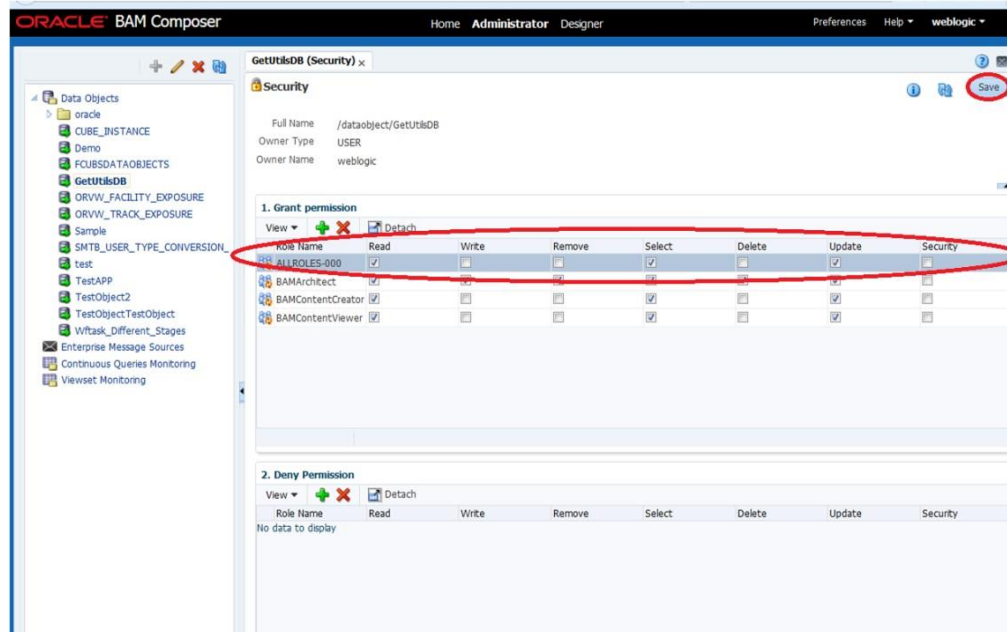 ORACLE BAM Composer
Home Administrator Designer
Preferences Help weblogic
GetUtilsDB (Security) x
Security
Save
Full Name /dataobject/GetUtilsDB
Owner Type USER
Owner Name weblogic
Data Objects
oracle
CUBE_INSTANCE
Demo
FCUBSDATAOBJECTS
GetUtilsDB
ORVW_FACILITY_EXPOSURE
ORVW_TRACK_EXPOSURE
Sample
SMTB_USER_TYPE_CONVERSION_
test
TestAPP
TestObject2
TestObjectTestObject
Wftask_Different_Stages
Enterprise Message Sources
Continuous Queries Monitoring
Viewset Monitoring
1. Grant permission
View Detach
Role Name Read Write Remove Select Delete Update Security
ALLROLES-000
BAMArchitect
BAMContentCreator
BAMContentViewer
2. Deny Permission
View Detach
Role Name Read Write Remove Select Delete Update Security
No data to display